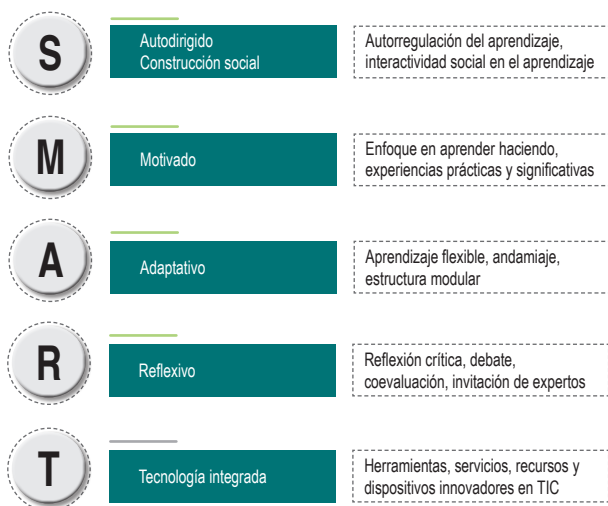 S
Autodirigido
Construcción social
Autorregulación del aprendizaje,
interactividad social en el aprendizaje
M
Motivado
Enfoque en aprender haciendo,
experiencias prácticas y significativas
A
Adaptativo
Aprendizaje flexible, andamiaje,
estructura modular
R
Reflexivo
Reflexión crítica, debate,
coevaluación, invitación de expertos
T
Tecnología integrada
Herramientas, servicios, recursos y
dispositivos innovadores en TIC